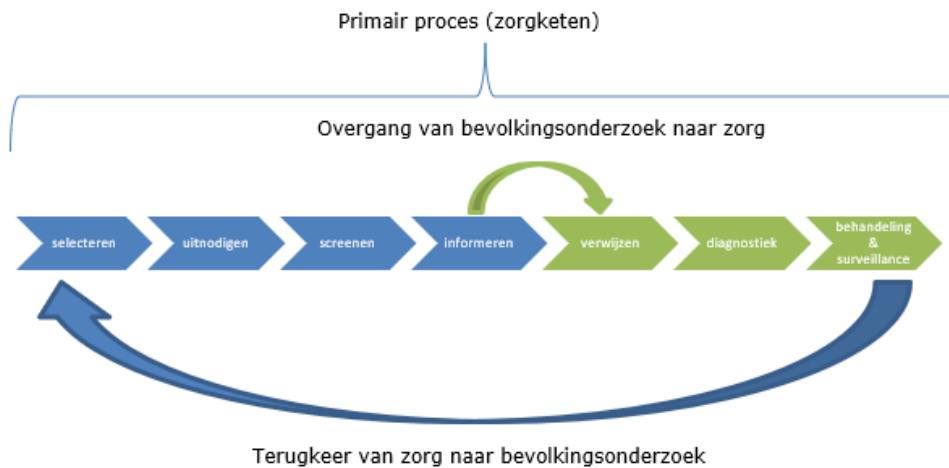 Primair proces (zorgketen)
Overgang van bevolkingsonderzoek naar zorg
selecteren
uitnodigen
screenen
informeren
verwijzen
diagnostiek
behandeling
&
surveillance
Terugkeer van zorg naar bevolkingsonderzoek